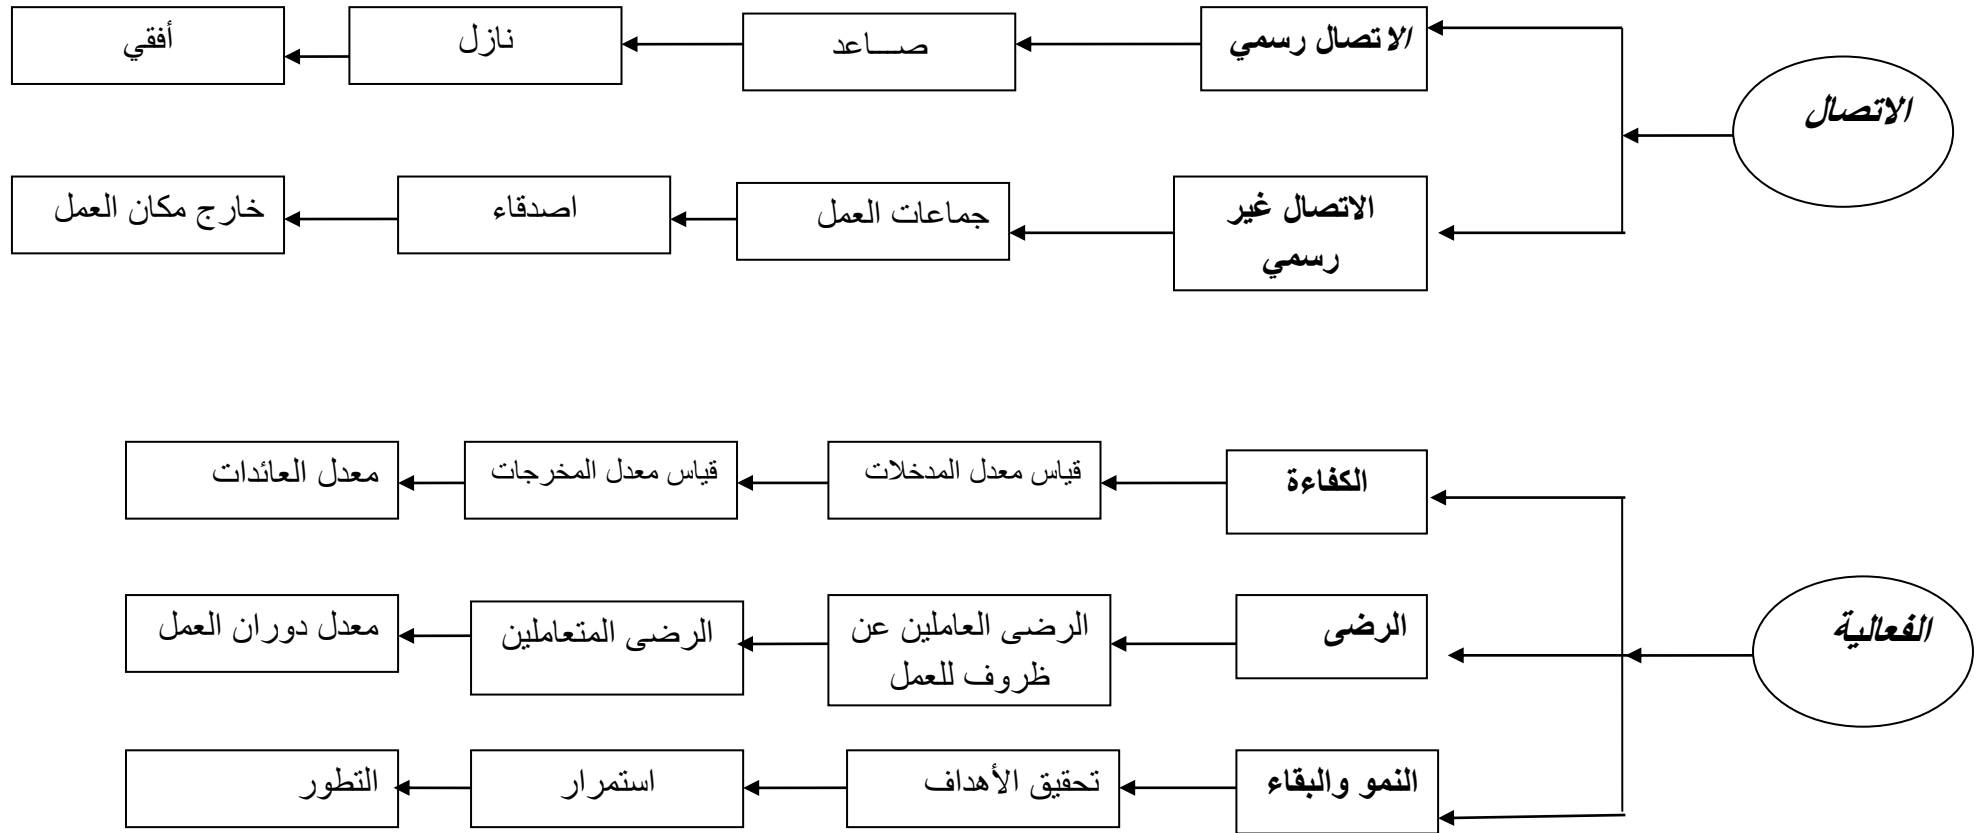 الاتصال
الاتصال رسمي
صـــاعد
نازل
أفقي
الاتصال غير
رسمي
جماعات العمل
اصدقاء
خارج مكان العمل
الفعالية
الكفاءة
قياس معدل المدخلات
قياس معدل المخرجات
معدل العائدات
الرضى
الرضى العاملين عن
ظروف للعمل
الرضى المتعاملين
معدل دوران العمل
النمو والبقاء
تحقيق الأهداف
استمرار
التطور